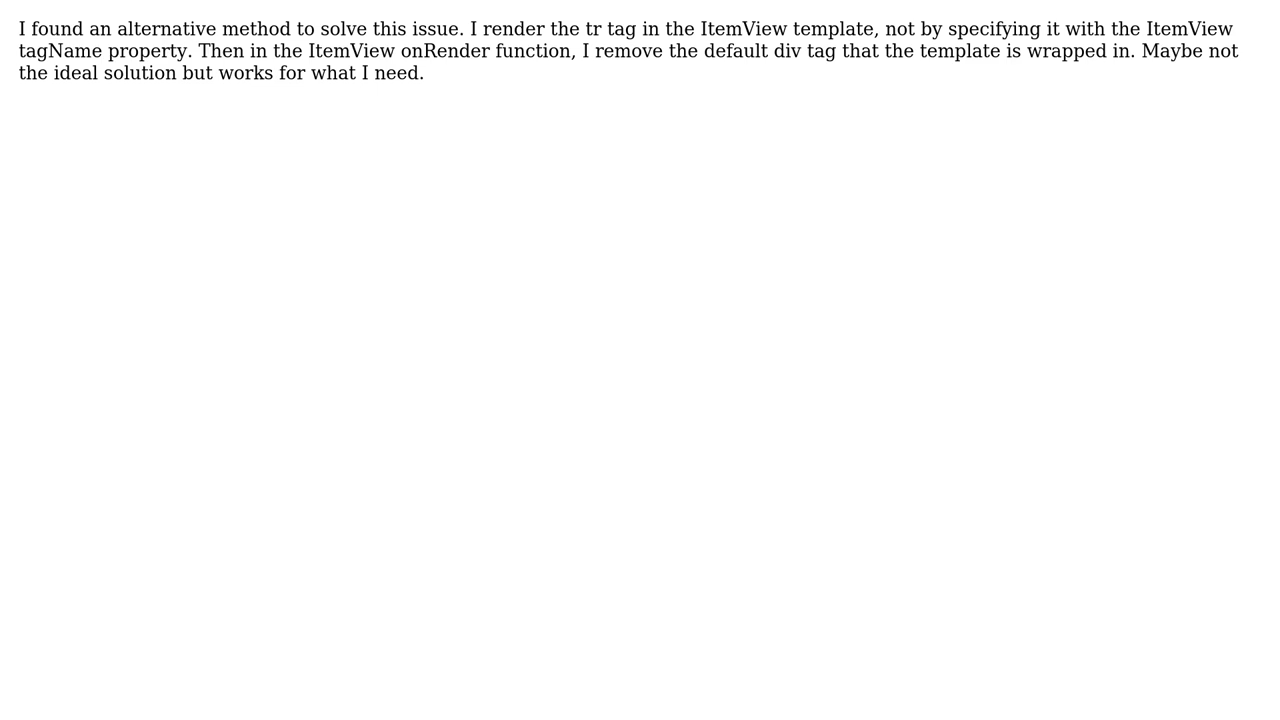 I found an alternative method to solve this issue. I render the tr tag in the ItemView template, not by specifying it with the ItemView
tagName property. Then in the ItemView onRender function, I remove the default div tag that the template is wrapped in. Maybe not
the ideal solution but works for what I need.